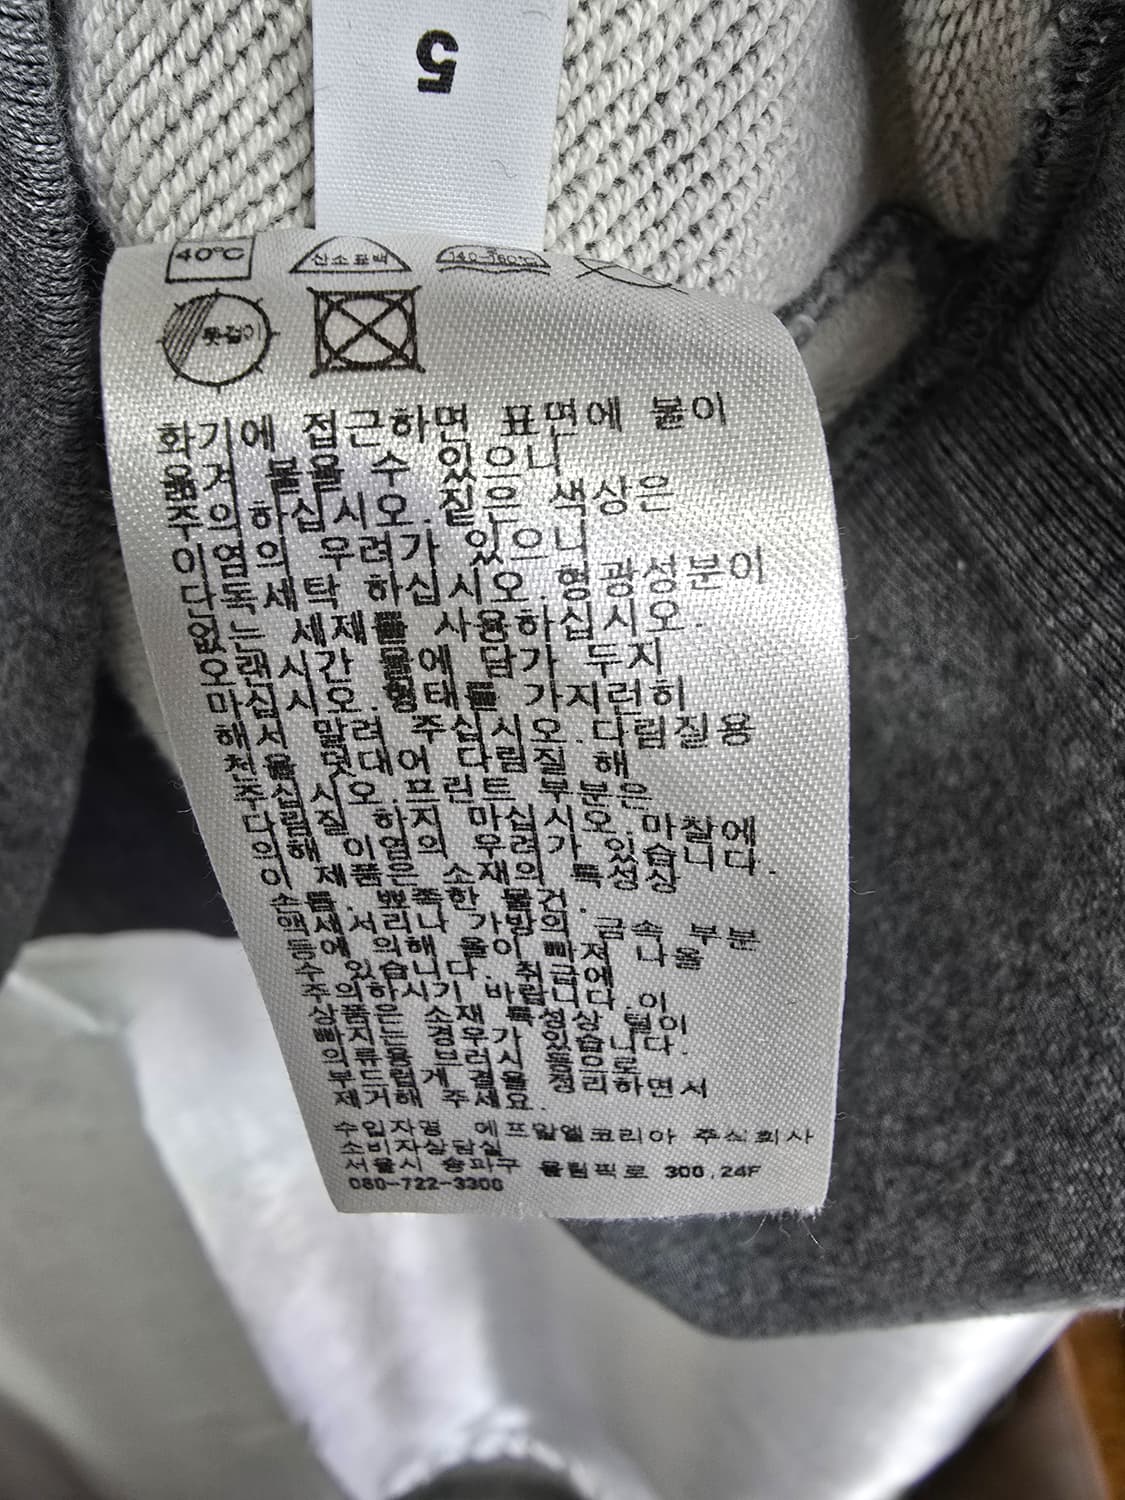 5
40℃
산소표백
140~160℃
옷걸이
화기에 접근하면 표면에 불이
옮겨 붙을 수 있으니
주의하십시오.짙은 색상은
이염의 우려가 있으니
단독세탁 하십시오.형광성분이
없는 세제를 사용하십시오.
오랜시간 물에 담가 두지
마십시오.형태를 가지런히
해서 말려 주십시오.다림질용
천을 덧대어 다림질 해
주십시오.프린트 부분은
다림질 하지 마십시오.마찰에
의해 이염의 우려가 있습니다.
이 제품은 소재의 특성상
손톱. 뾰족한 물건.
액세서리나 가방의 금속 부분
등에 의해 올이 빠져 나올
수 있습니다. 취급에
주의하시기 바랍니다.이
상품은 소재 특성상 털이
빠지는 경우가 있습니다.
의류용 브러시 등으로
부드럽게 결을 정리하면서
제거해 주세요.
수입자명 에프알엘코리아 주식회사
소비자상담실
서울시 송파구 올림픽로 300,24F
080-722-3300